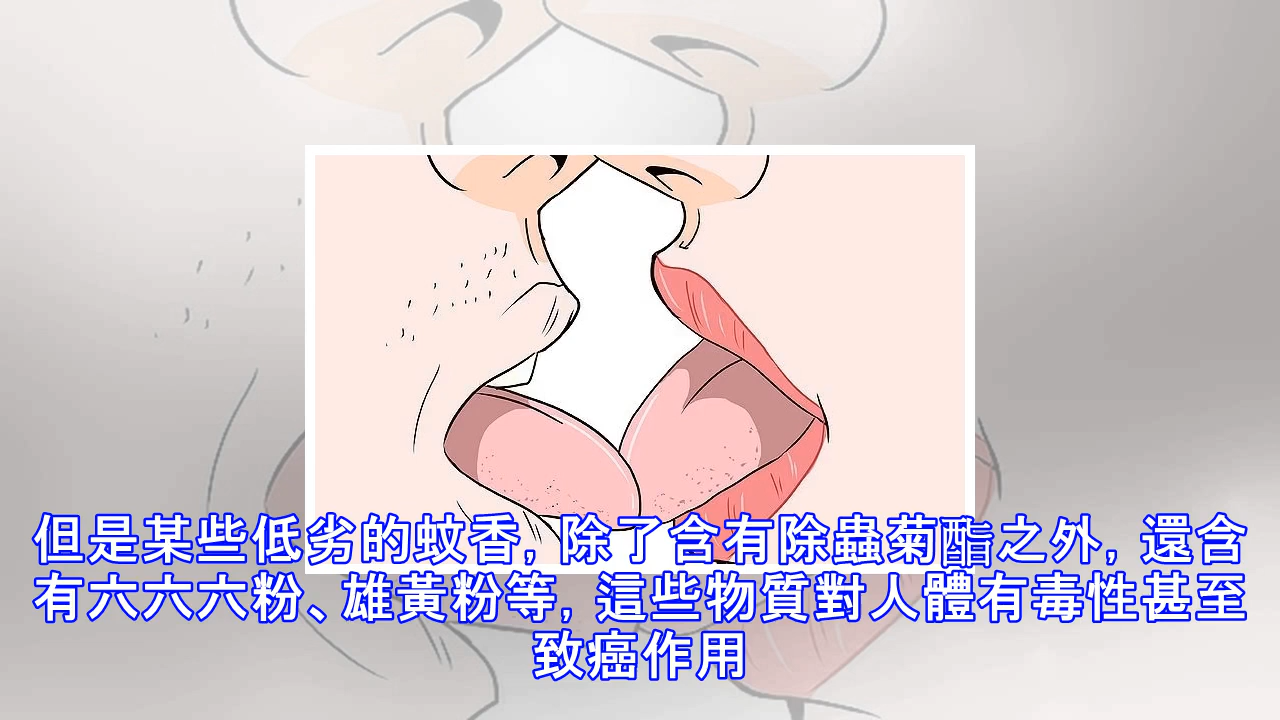 但是某些低劣的蚊香, 除了含有除蟲菊酯之外, 還含
有六六六粉、雄黃粉等, 這些物質對人體有毒性甚至
致癌作用